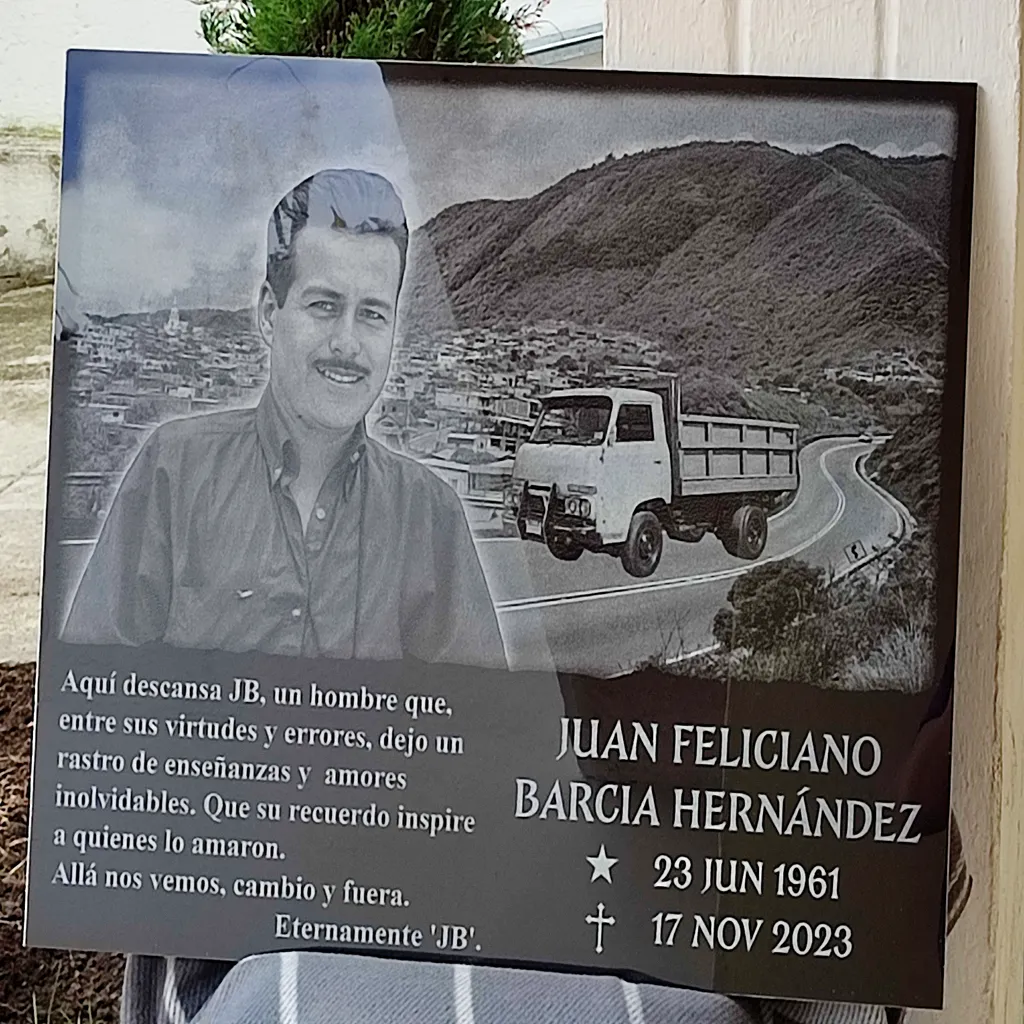 Aquí descansa JB, un hombre que,
entre sus virtudes y errores, dejo un
rastro de enseñanzas y amores
inolvidables. Que su recuerdo inspire
a quienes lo amaron.
Allá nos vemos, cambio y fuera.
Eternamente 'JB'.
JUAN FELICIANO
BARCIA HERNÁNDEZ
23 JUN 1961
17 NOV 2023